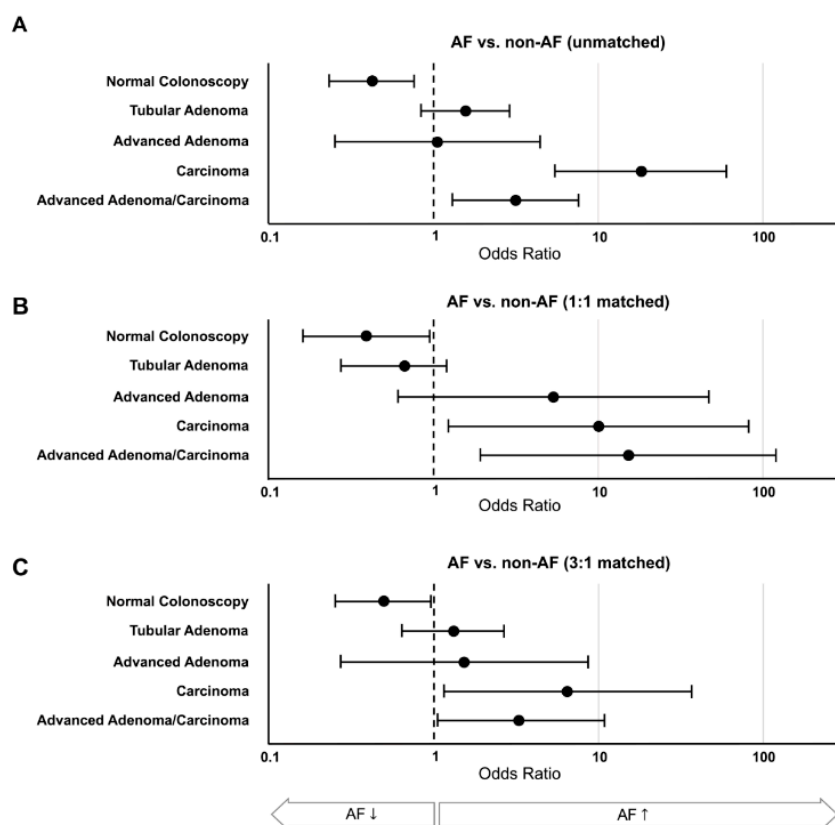 A
AF vs. non-AF (unmatched)
Normal Colonoscopy
Tubular Adenoma
Advanced Adenoma
Carcinoma
Advanced Adenoma/Carcinoma
0.1 1 10 100
Odds Ratio
B
AF vs. non-AF (1:1 matched)
Normal Colonoscopy
Tubular Adenoma
Advanced Adenoma
Carcinoma
Advanced Adenoma/Carcinoma
0.1 1 10 100
Odds Ratio
C
AF vs. non-AF (3:1 matched)
Normal Colonoscopy
Tubular Adenoma
Advanced Adenoma
Carcinoma
Advanced Adenoma/Carcinoma
0.1 1 10 100
Odds Ratio
AF ↓ AF ↑